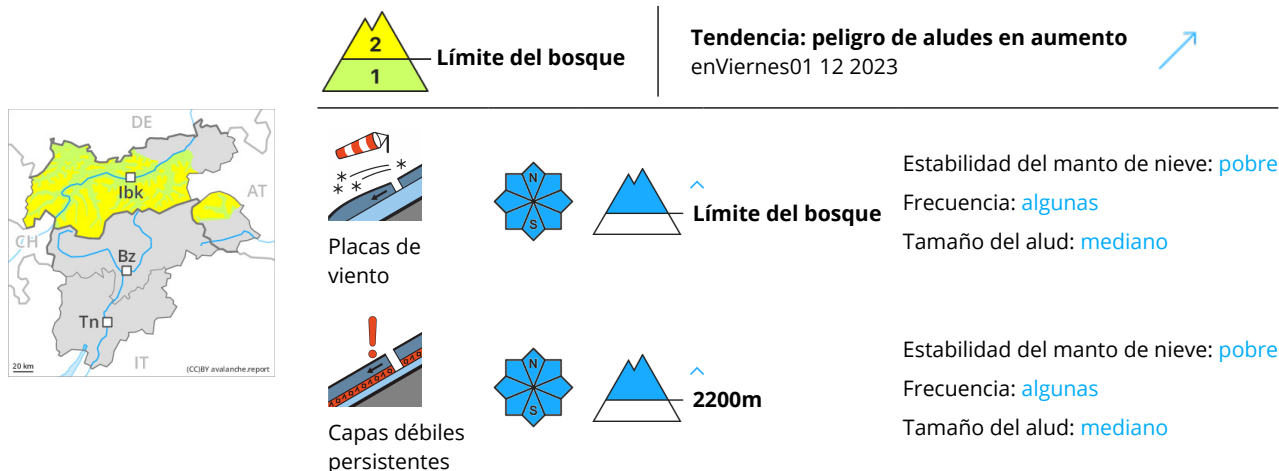 2
1
Límite del bosque
Tendencia: peligro de aludes en aumento
enViernes01 12 2023
DE
Ibk
AT
CH
Bz
Tn
IT
20 km
(CC)BY avalanche.report
Placas de
viento
N
S
Límite del bosque
Estabilidad del manto de nieve: pobre
Frecuencia: algunas
Tamaño del alud: mediano
Capas débiles
persistentes
N
S
2200m
Estabilidad del manto de nieve: pobre
Frecuencia: algunas
Tamaño del alud: mediano